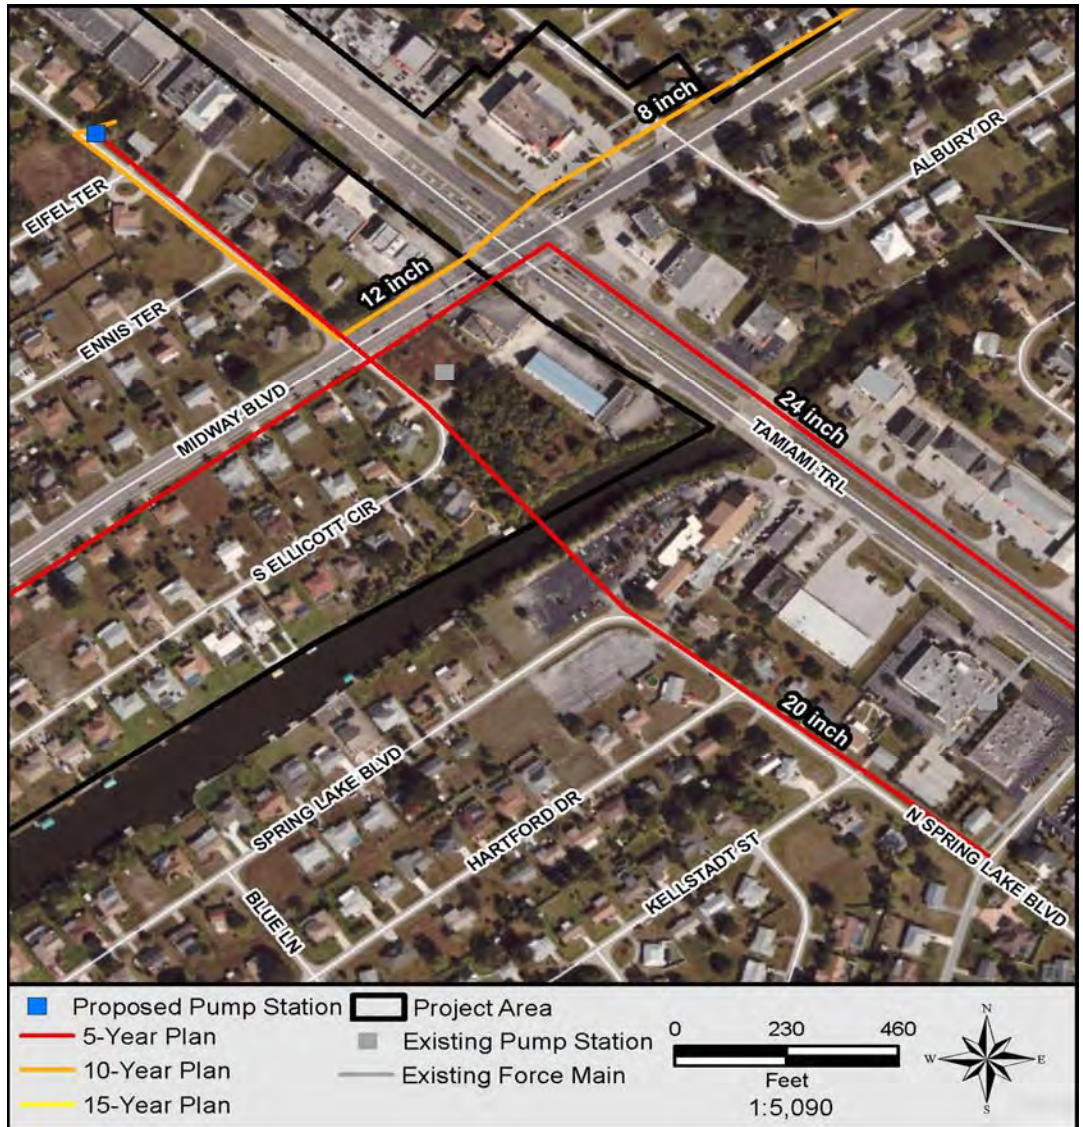 8 inch
ALBURY DR
EIFEL TER
12 inch
ENNIS TER
MIDWAY BLVD
24 inch
TAMIAMI TRL
S ELLICOTT CIR
20 inch
SPRING LAKE BLVD
HARTFORD DR
N SPRING LAKE BLVD
KELLSTADT ST
BLUE LN
Proposed Pump Station
5-Year Plan
10-Year Plan
15-Year Plan
Project Area
Existing Pump Station
Existing Force Main
0 230 460
Feet
1:5,090
N
W E
S